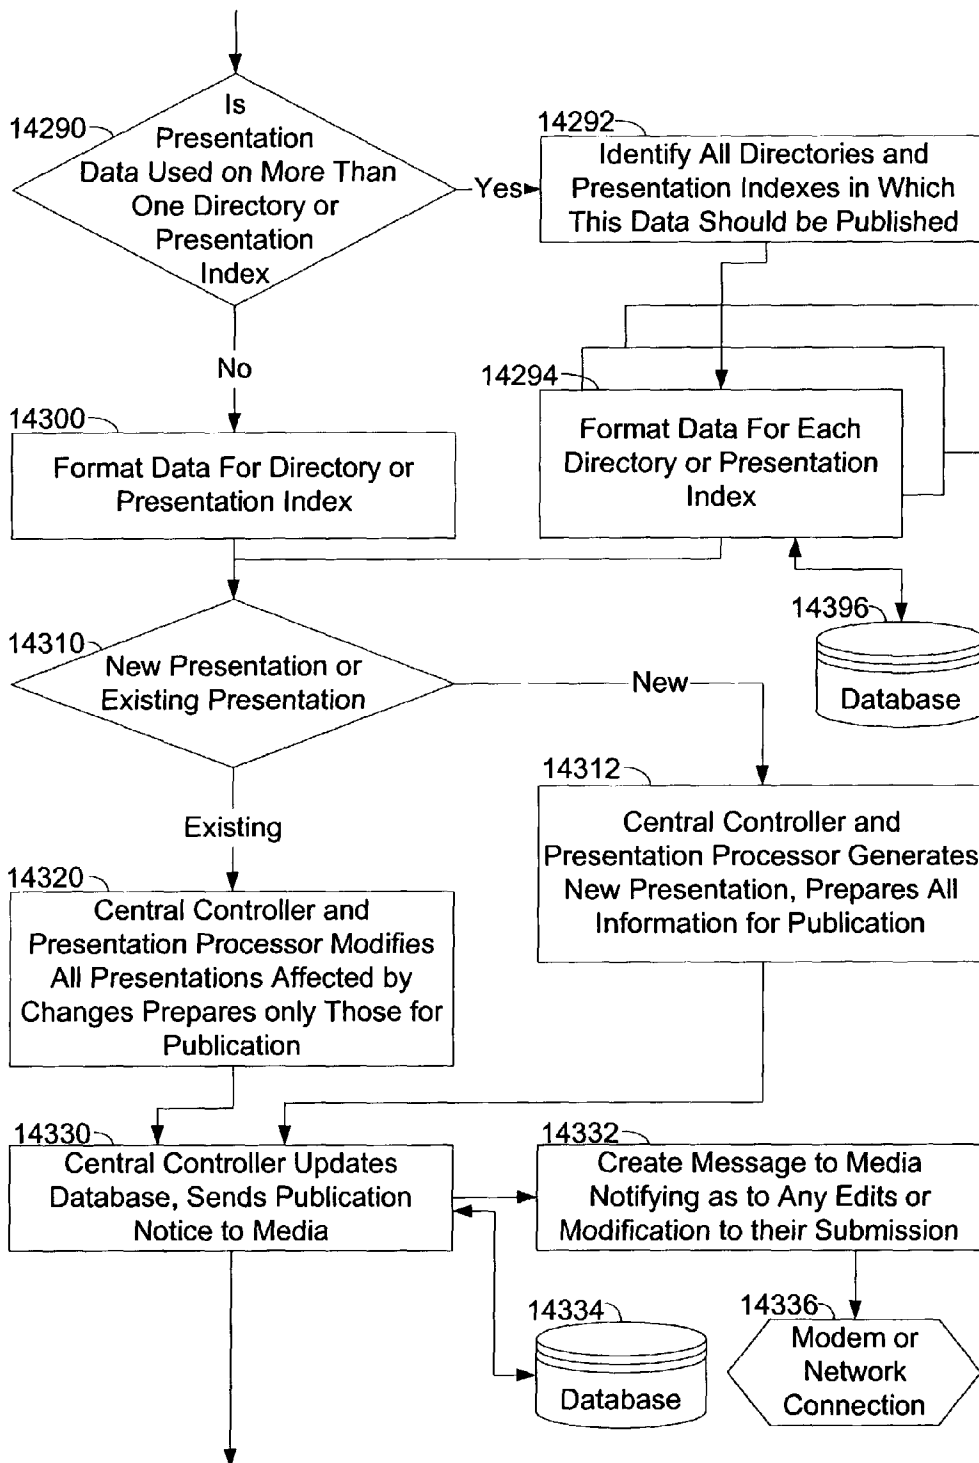 14290
Is
Presentation
Data Used on More Than
One Directory or
Presentation
Index
Yes
14292
Identify All Directories and
Presentation Indexes in Which
This Data Should be Published
No
14294
Format Data For Each
Directory or Presentation
Index
14300
Format Data For Directory or
Presentation Index
14396
Database
14310
New Presentation or
Existing Presentation
New
14312
Central Controller and
Presentation Processor Generates
New Presentation, Prepares All
Information for Publication
Existing
14320
Central Controller and
Presentation Processor Modifies
All Presentations Affected by
Changes Prepares only Those for
Publication
14330
Central Controller Updates
Database, Sends Publication
Notice to Media
14332
Create Message to Media
Notifying as to Any Edits or
Modification to their Submission
14334
Database
14336
Modem or
Network
Connection